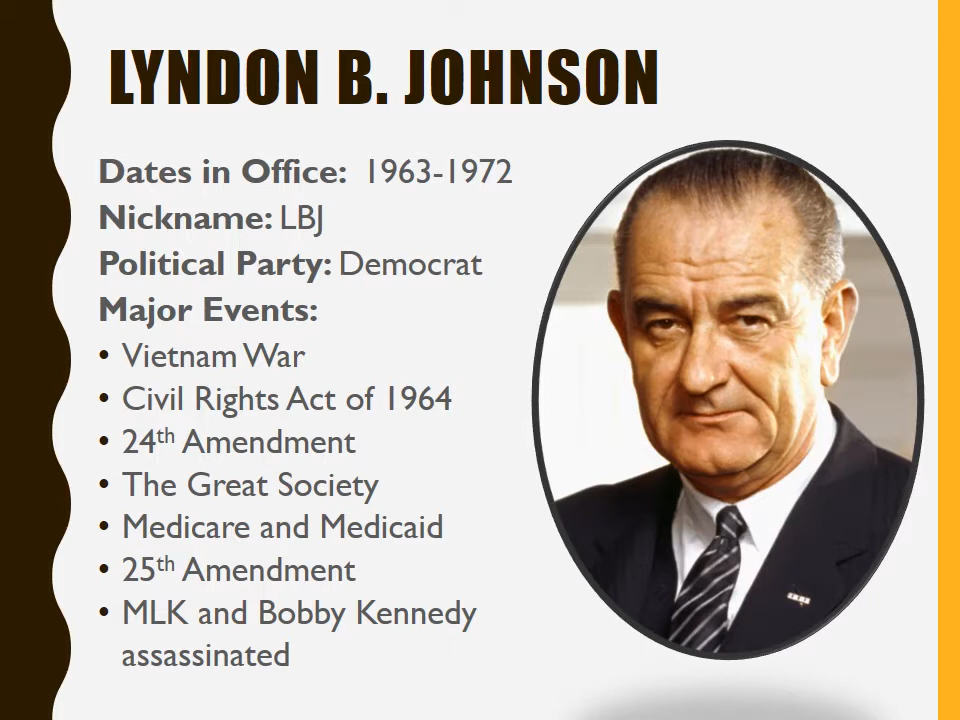 LYNDON B. JOHNSON
Dates in Office: 1963-1972
Nickname: LBJ
Political Party: Democrat
Major Events:
• Vietnam War
• Civil Rights Act of 1964
• 24th Amendment
• The Great Society
• Medicare and Medicaid
• 25th Amendment
• MLK and Bobby Kennedy
assassinated